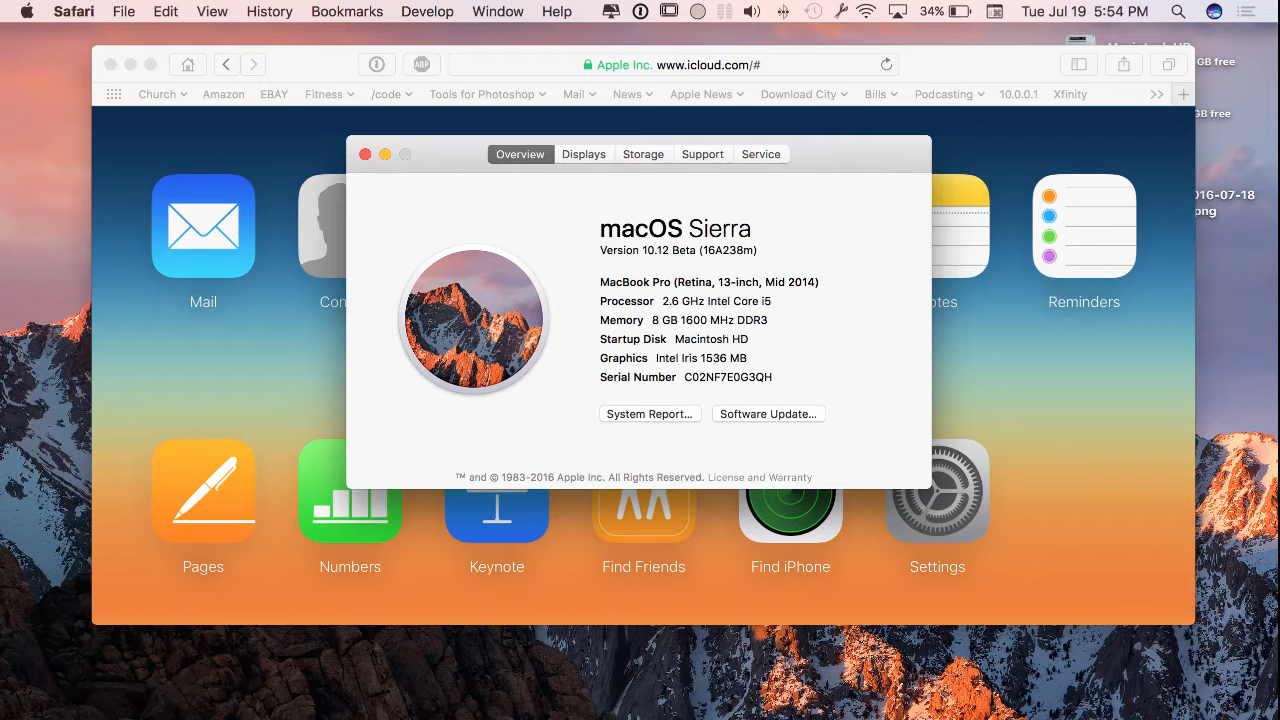 Safari File Edit View History Bookmarks Develop Window Help 34% Tue Jul 19 5:54 PM
GB free
Apple Inc. www.icloud.com/#
ABP
Church Amazon EBAY Fitness /code Tools for Photoshop Mail News Apple News Download City Bills Podcasting 10.0.0.1 Xfinity
GB free
Overview Displays Storage Support Service
2016-07-18
png
macOS Sierra
Version 10.12 Beta (16A238m)
MacBook Pro (Retina, 13-inch, Mid 2014)
Processor 2.6 GHz Intel Core i5
Memory 8 GB 1600 MHz DDR3
Startup Disk Macintosh HD
Graphics Intel Iris 1536 MB
Serial Number C02NF7E0G3QH
System Report... Software Update...
™ and © 1983-2016 Apple Inc. All Rights Reserved. License and Warranty
Mail Con otes Reminders
Pages Numbers Keynote Find Friends Find iPhone Settings